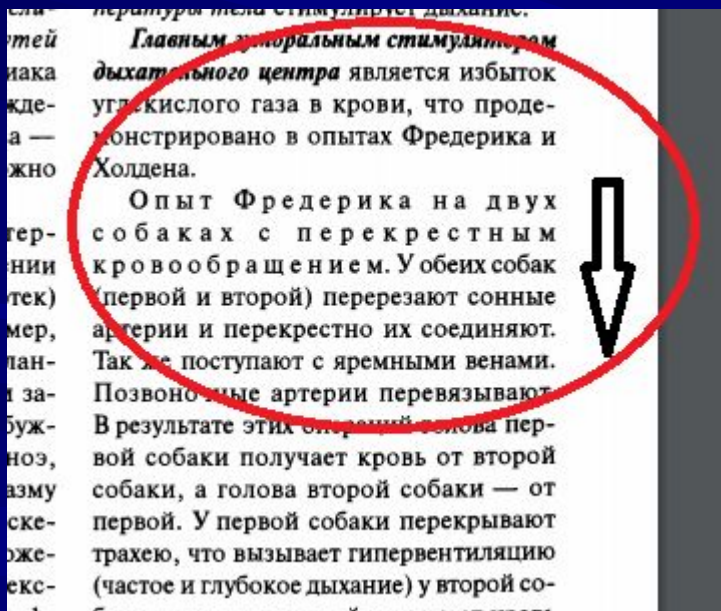 тела стимулирует дыхание.
Главным гуморальным стимулятором
дыхательного центра является избыток
углекислого газа в крови, что проде-
монстрировано в опытах Фредерика и
Холдена.
Опыт Фредерика на двух
собаках с перекрестным
кровообращением. У обеих собак
(первой и второй) перерезают сонные
артерии и перекрестно их соединяют.
Так же поступают с яремными венами.
Позвоночные артерии перевязывают.
В результате этих операций голова пер-
вой собаки получает кровь от второй
собаки, а голова второй собаки — от
первой. У первой собаки перекрывают
трахею, что вызывает гипервентиляцию
(частое и глубокое дыхание) у второй со-